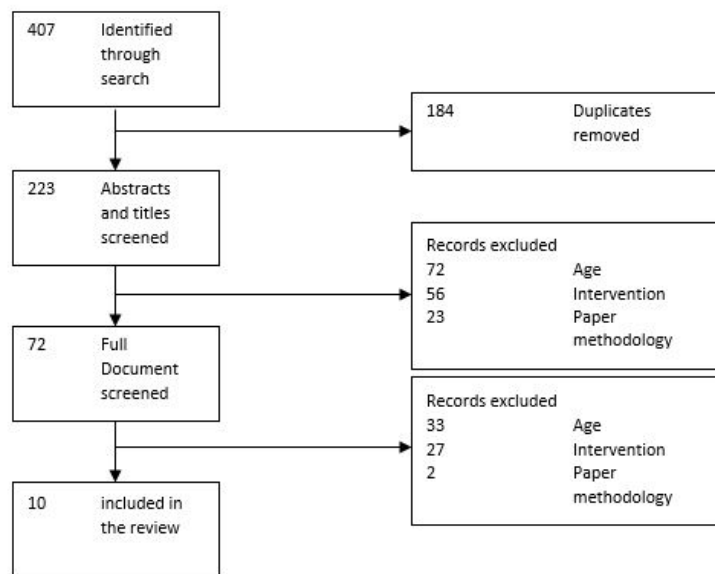 407 Identified
through
search
184 Duplicates
removed
223 Abstracts
and titles
screened
Records excluded
72 Age
56 Intervention
23 Paper
methodology
72 Full
Document
screened
Records excluded
33 Age
27 Intervention
2 Paper
methodology
10 included in
the review